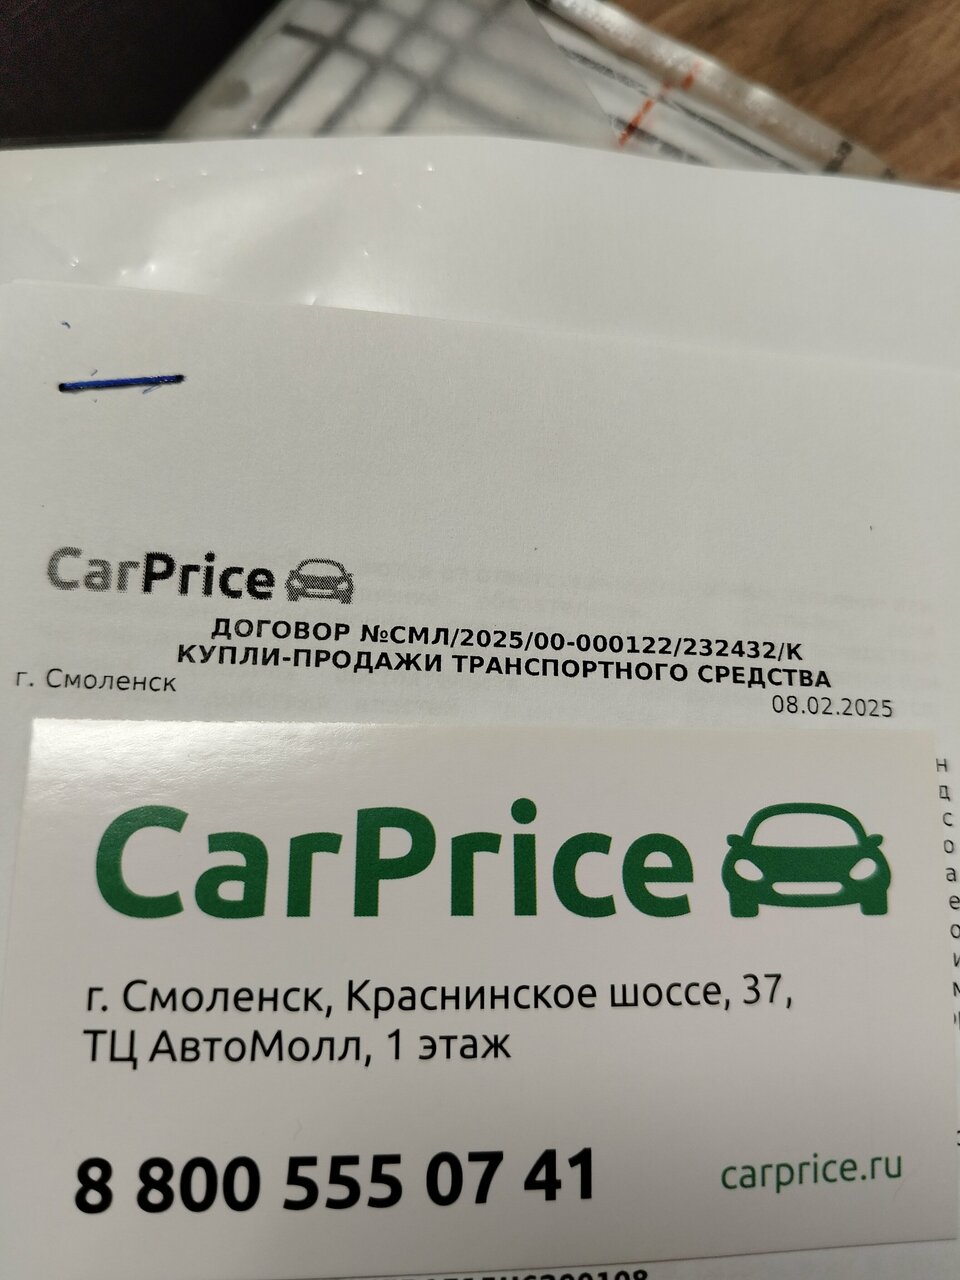 CarPrice
ДОГОВОР №СМЛ/2025/00-000122/232432/К
КУПЛИ-ПРОДАЖИ ТРАНСПОРТНОГО СРЕДСТВА
г. Смоленск
08.02.2025
CarPrice
г. Смоленск, Краснинское шоссе, 37,
ТЦ АвтоМолл, 1 этаж
8 800 555 07 41
carprice.ru